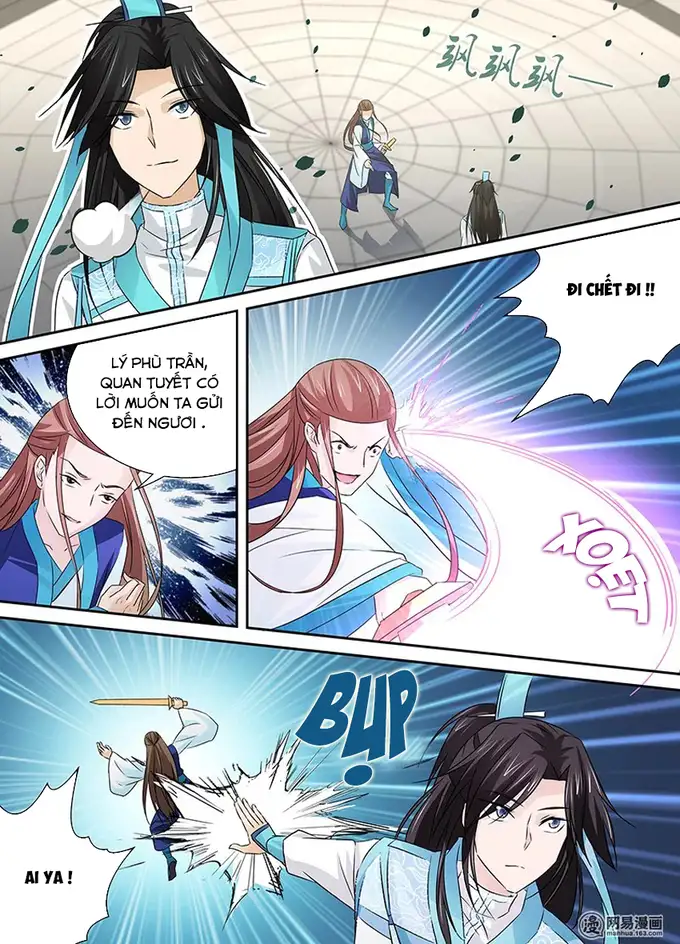 飒飒飒—
ĐI CHẾT ĐI !!
LÝ PHÙ TRẦN,
QUAN TUYẾT CÓ
LỜI MUỐN TA GỬI
ĐẾN NGƯƠI .
XOẸT
BỤP
AI YA !
网易漫画
manhua.163.com